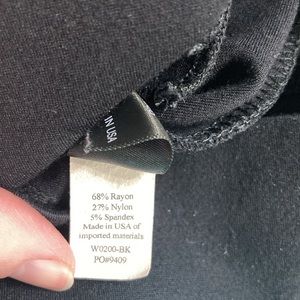 IN USA
68% Rayon
27% Nylon
5% Spandex
Made in USA of
imported materials
W0200-BK
PO#9409